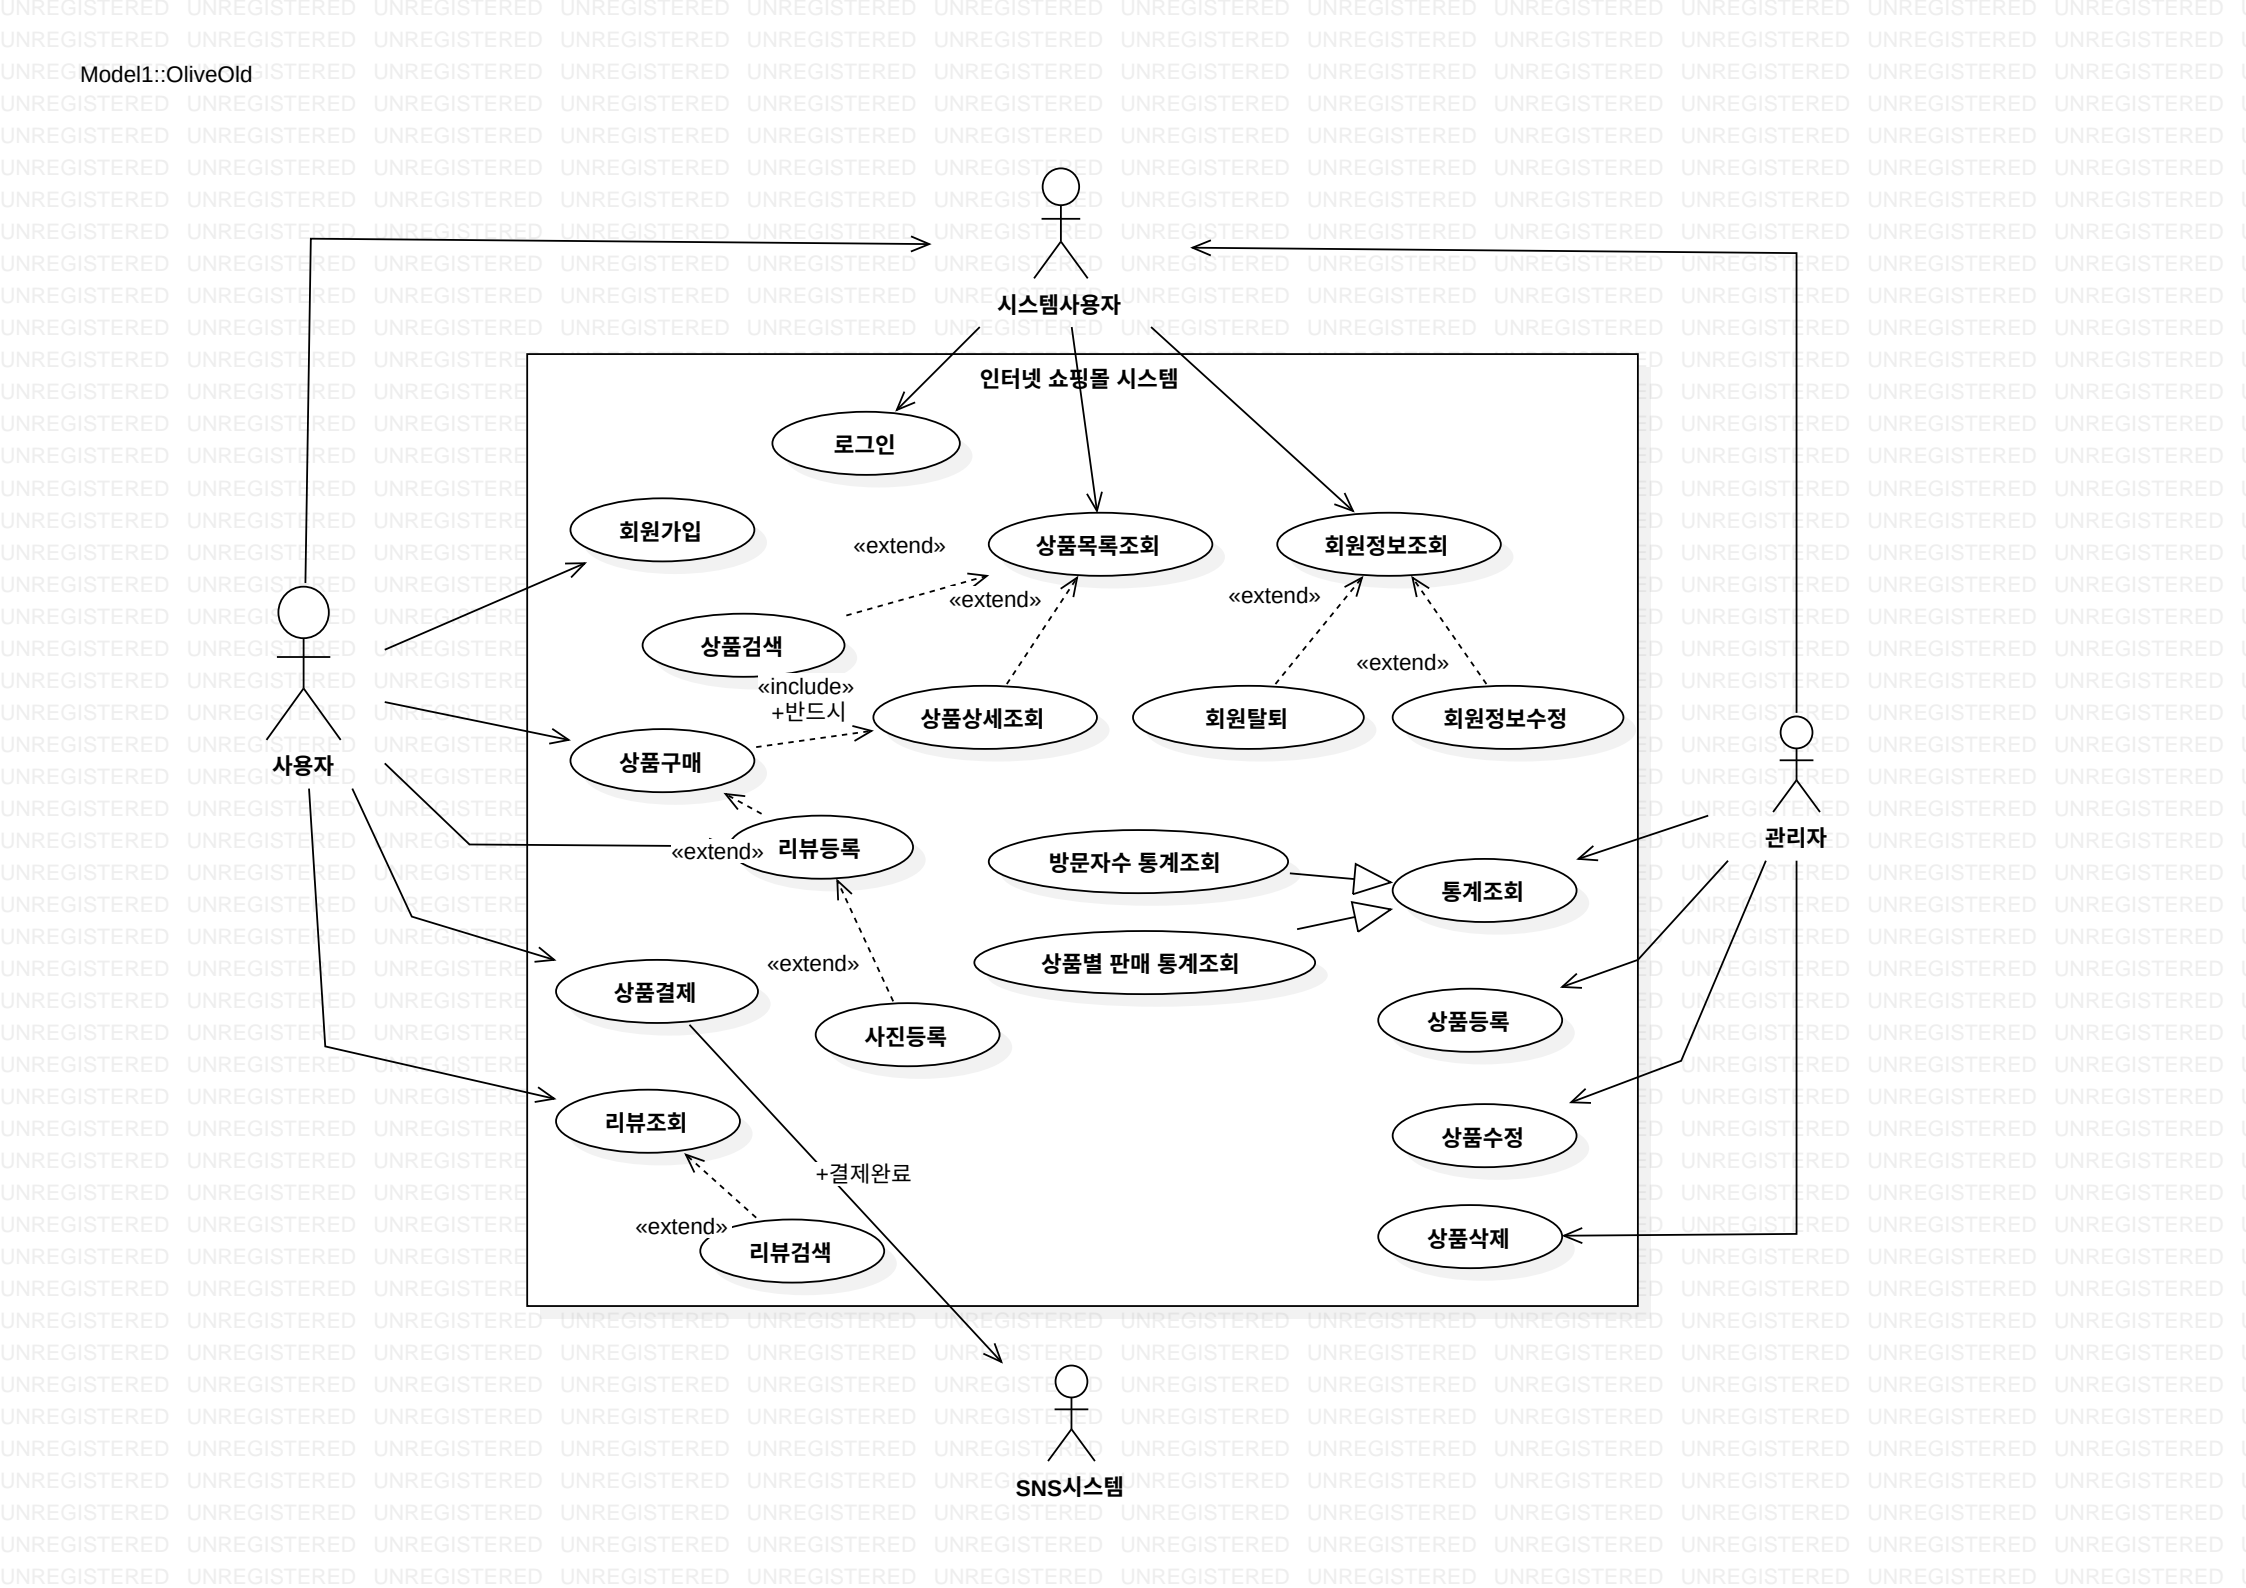 Model1::OliveOld
시스템사용자
인터넷 쇼핑몰 시스템
로그인
회원가입
«extend»
상품목록조회
회원정보조회
«extend»
«extend»
상품검색
«extend»
«include»
+반드시
상품상세조회
회원탈퇴
회원정보수정
사용자
상품구매
관리자
«extend»
리뷰등록
방문자수 통계조회
통계조회
«extend»
상품별 판매 통계조회
상품결제
상품등록
사진등록
리뷰조회
상품수정
+결제완료
«extend»
리뷰검색
상품삭제
SNS시스템
UNREGISTERED